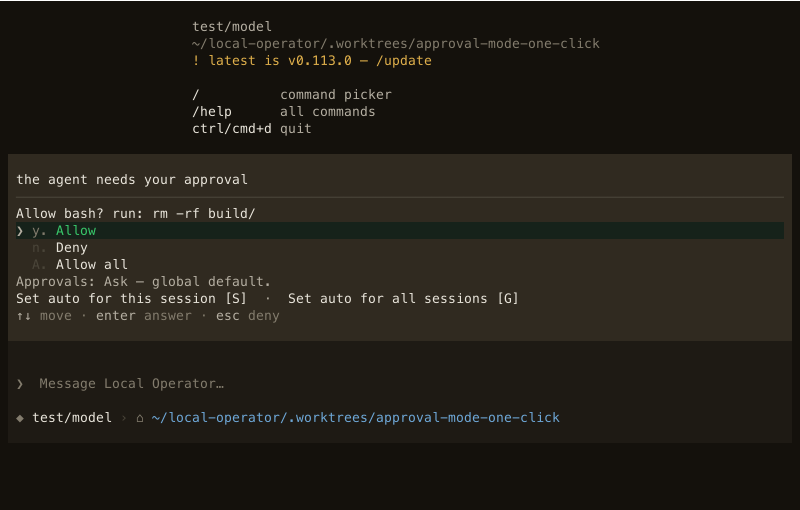 test/model
~/local-operator/.worktrees/approval-mode-one-click
! latest is v0.113.0 — /update
/ command picker
/help all commands
ctrl/cmd+d quit
the agent needs your approval
Allow bash? run: rm -rf build/
❯ y. Allow
n. Deny
A. Allow all
Approvals: Ask — global default.
Set auto for this session [S] · Set auto for all sessions [G]
↑↓ move · enter answer · esc deny
❯ Message Local Operator…
◆ test/model › ⌂ ~/local-operator/.worktrees/approval-mode-one-click